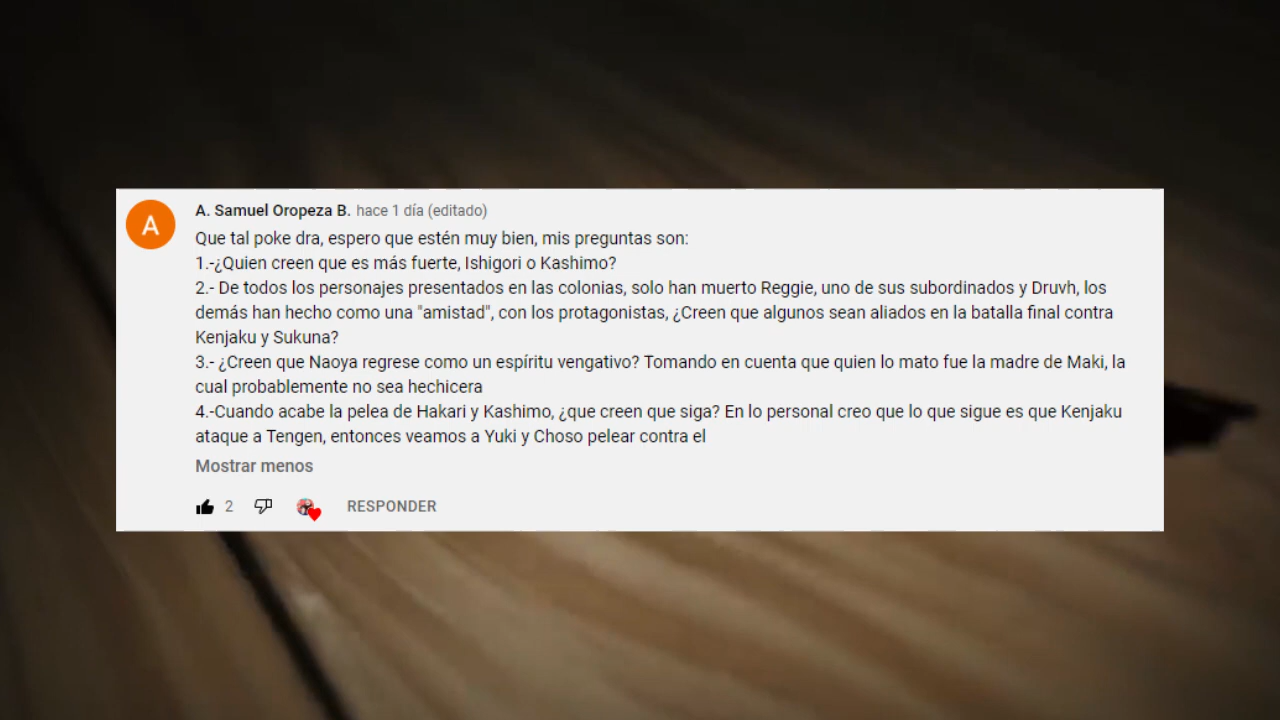 A
A. Samuel Oropeza B. hace 1 día (editado)
Que tal poke dra, espero que estén muy bien, mis preguntas son:
1.-¿Quien creen que es más fuerte, Ishigori o Kashimo?
2.- De todos los personajes presentados en las colonias, solo han muerto Reggie, uno de sus subordinados y Druvh, los
demás han hecho como una "amistad", con los protagonistas, ¿Creen que algunos sean aliados en la batalla final contra
Kenjaku y Sukuna?
3.- ¿Creen que Naoya regrese como un espíritu vengativo? Tomando en cuenta que quien lo mato fue la madre de Maki, la
cual probablemente no sea hechicera
4.-Cuando acabe la pelea de Hakari y Kashimo, ¿que creen que siga? En lo personal creo que lo que sigue es que Kenjaku
ataque a Tengen, entonces veamos a Yuki y Choso pelear contra el
Mostrar menos
2 RESPONDER